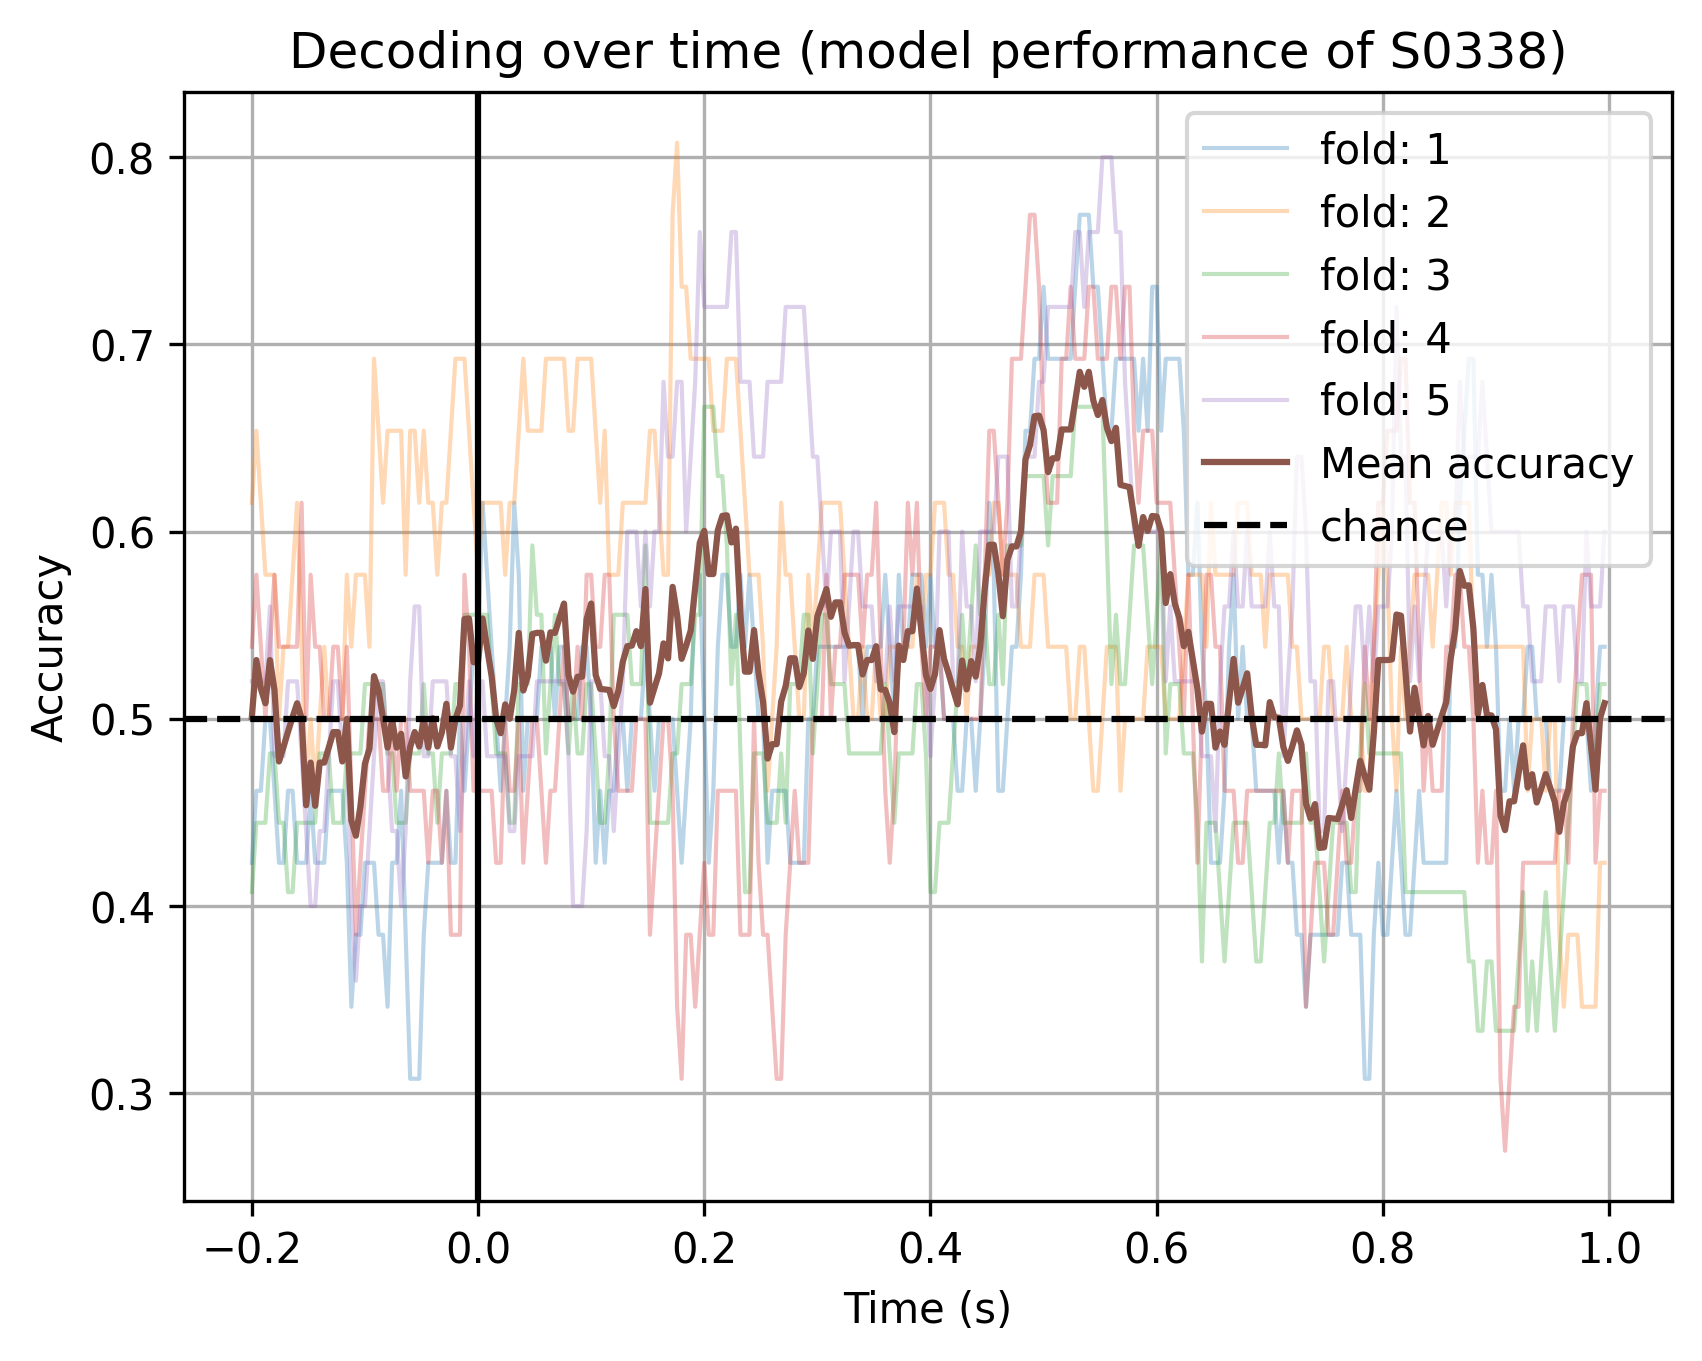 Decoding over time (model performance of S0338)
fold: 1
fold: 2
fold: 3
fold: 4
fold: 5
Mean accuracy
chance
0.8
0.7
0.6
0.5
0.4
0.3
Accuracy
−0.2 0.0 0.2 0.4 0.6 0.8 1.0
Time (s)